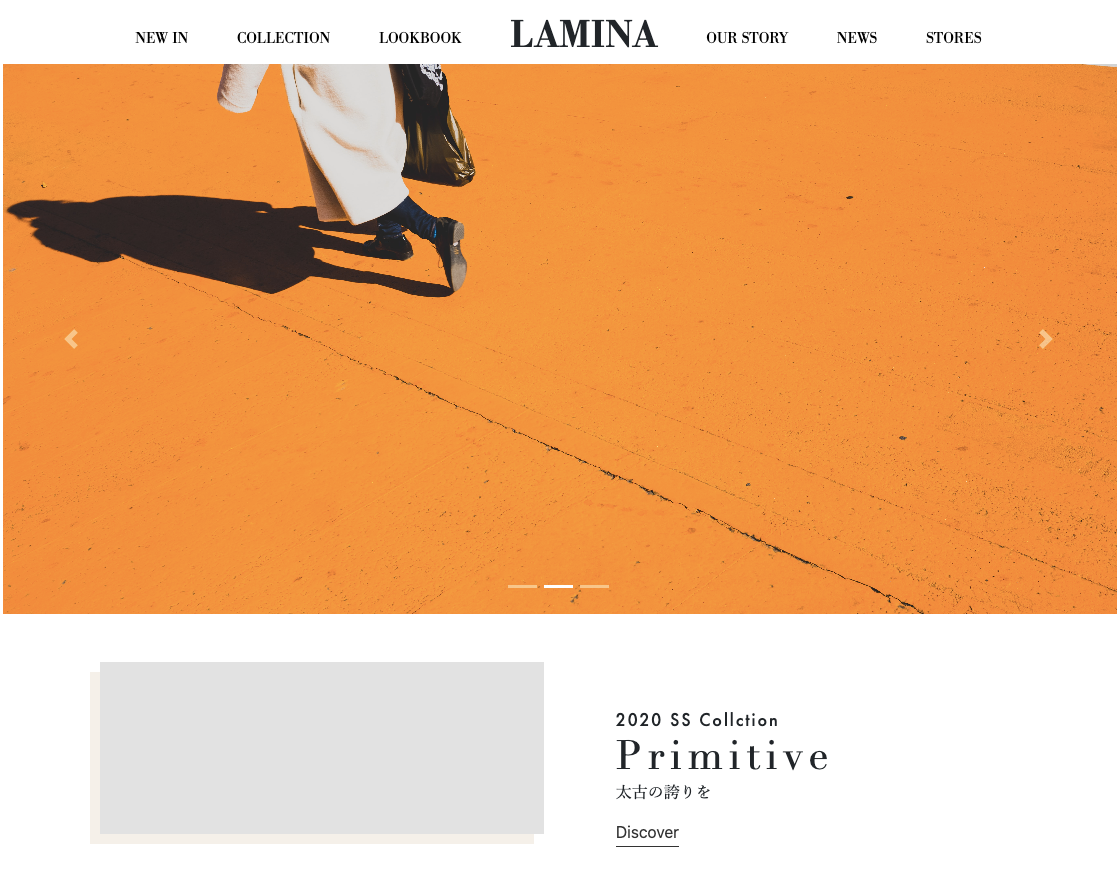 NEW IN COLLECTION LOOKBOOK LAMINA OUR STORY NEWS STORES
2020 SS Collction
Primitive
太古の誇りを
Discover